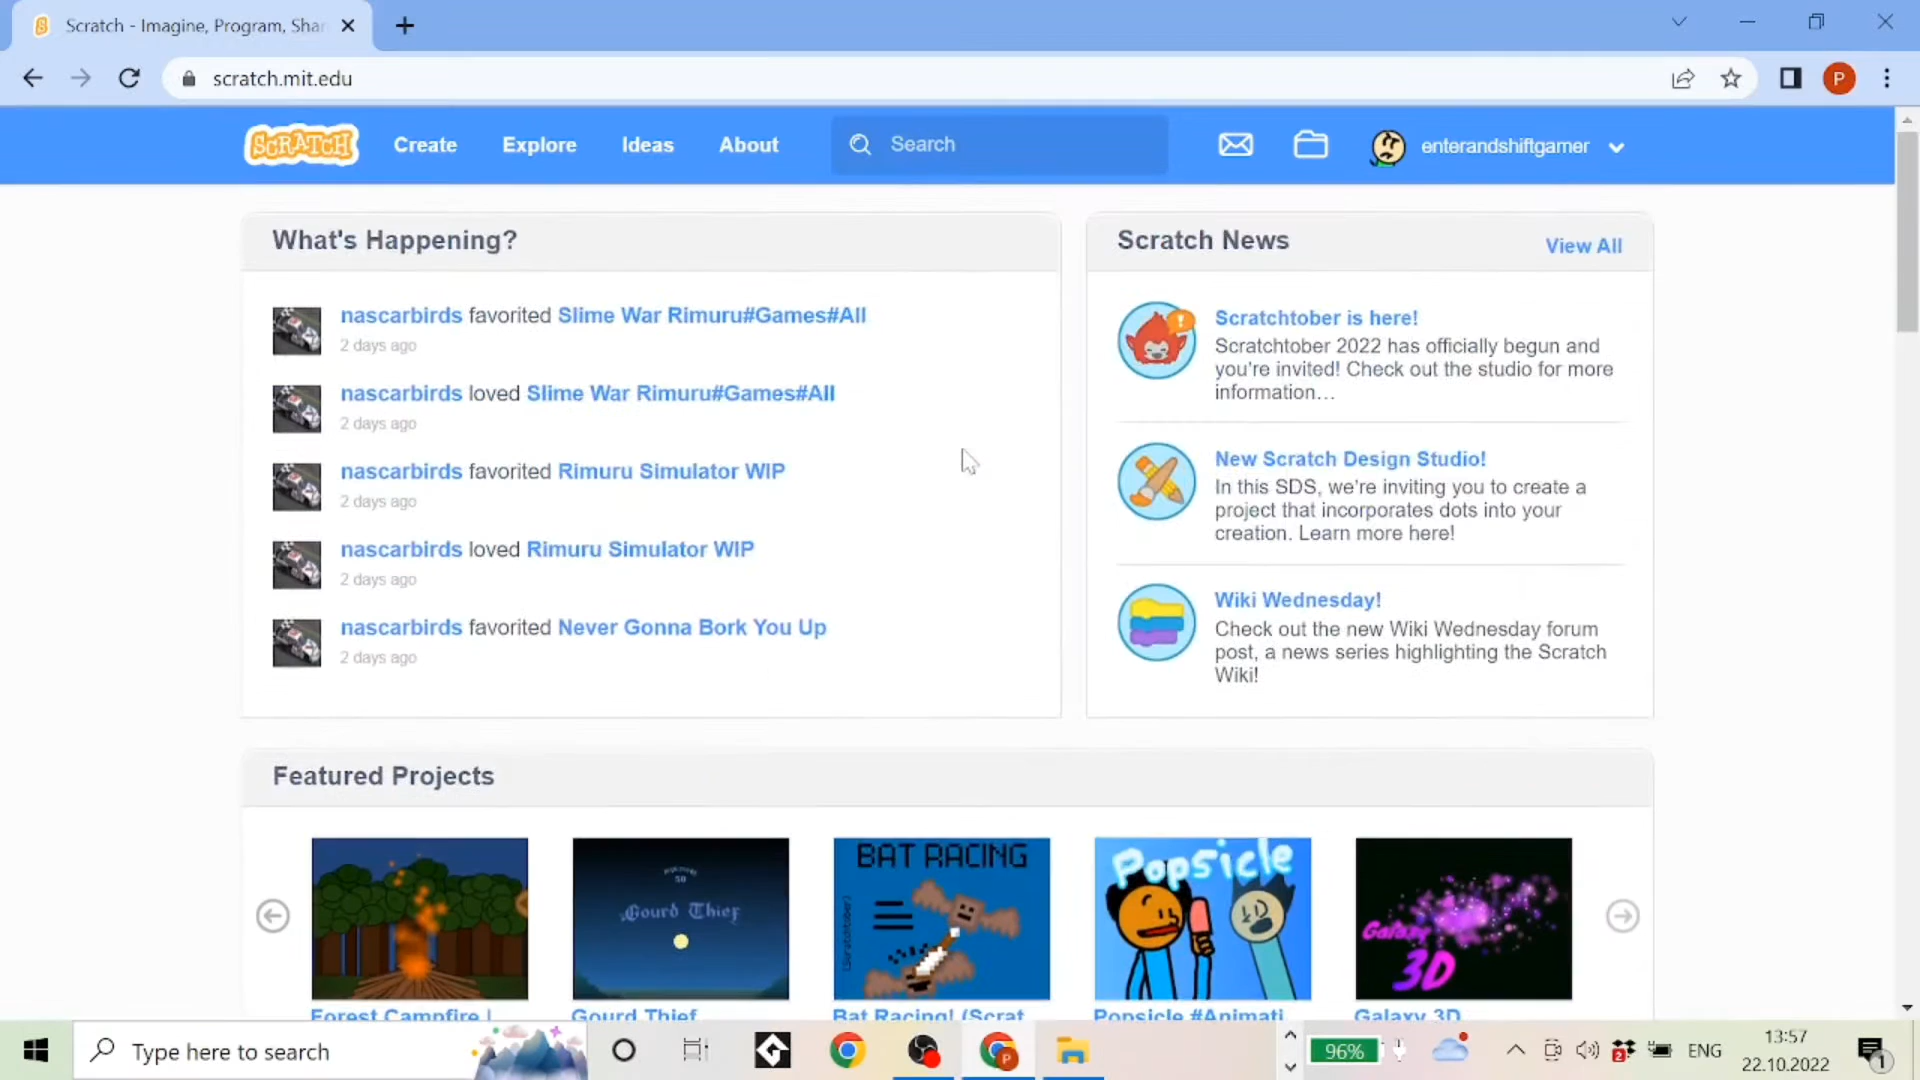 Scratch - Imagine, Program, Shar
scratch.mit.edu
P
SCRATCH
Create
Explore
Ideas
About
Search
enterandshiftgamer
What's Happening?
nascarbirds favorited Slime War Rimuru#Games#All
2 days ago
nascarbirds loved Slime War Rimuru#Games#All
2 days ago
nascarbirds favorited Rimuru Simulator WIP
2 days ago
nascarbirds loved Rimuru Simulator WIP
2 days ago
nascarbirds favorited Never Gonna Bork You Up
2 days ago
Scratch News
View All
Scratchtober is here!
Scratchtober 2022 has officially begun and
you're invited! Check out the studio for more
information…
New Scratch Design Studio!
In this SDS, we're inviting you to create a
project that incorporates dots into your
creation. Learn more here!
Wiki Wednesday!
Check out the new Wiki Wednesday forum
post, a news series highlighting the Scratch
Wiki!
Featured Projects
50
Gourd Thief
BAT RACING
(Scratchtober)
Popsicle
Galaxy
3D
Forest Campfire |
Gourd Thief
Bat Racing! (Scrat
Popsicle #Animati
Galaxy 3D
Type here to search
P
96%
2
ENG
13:57
22.10.2022
1